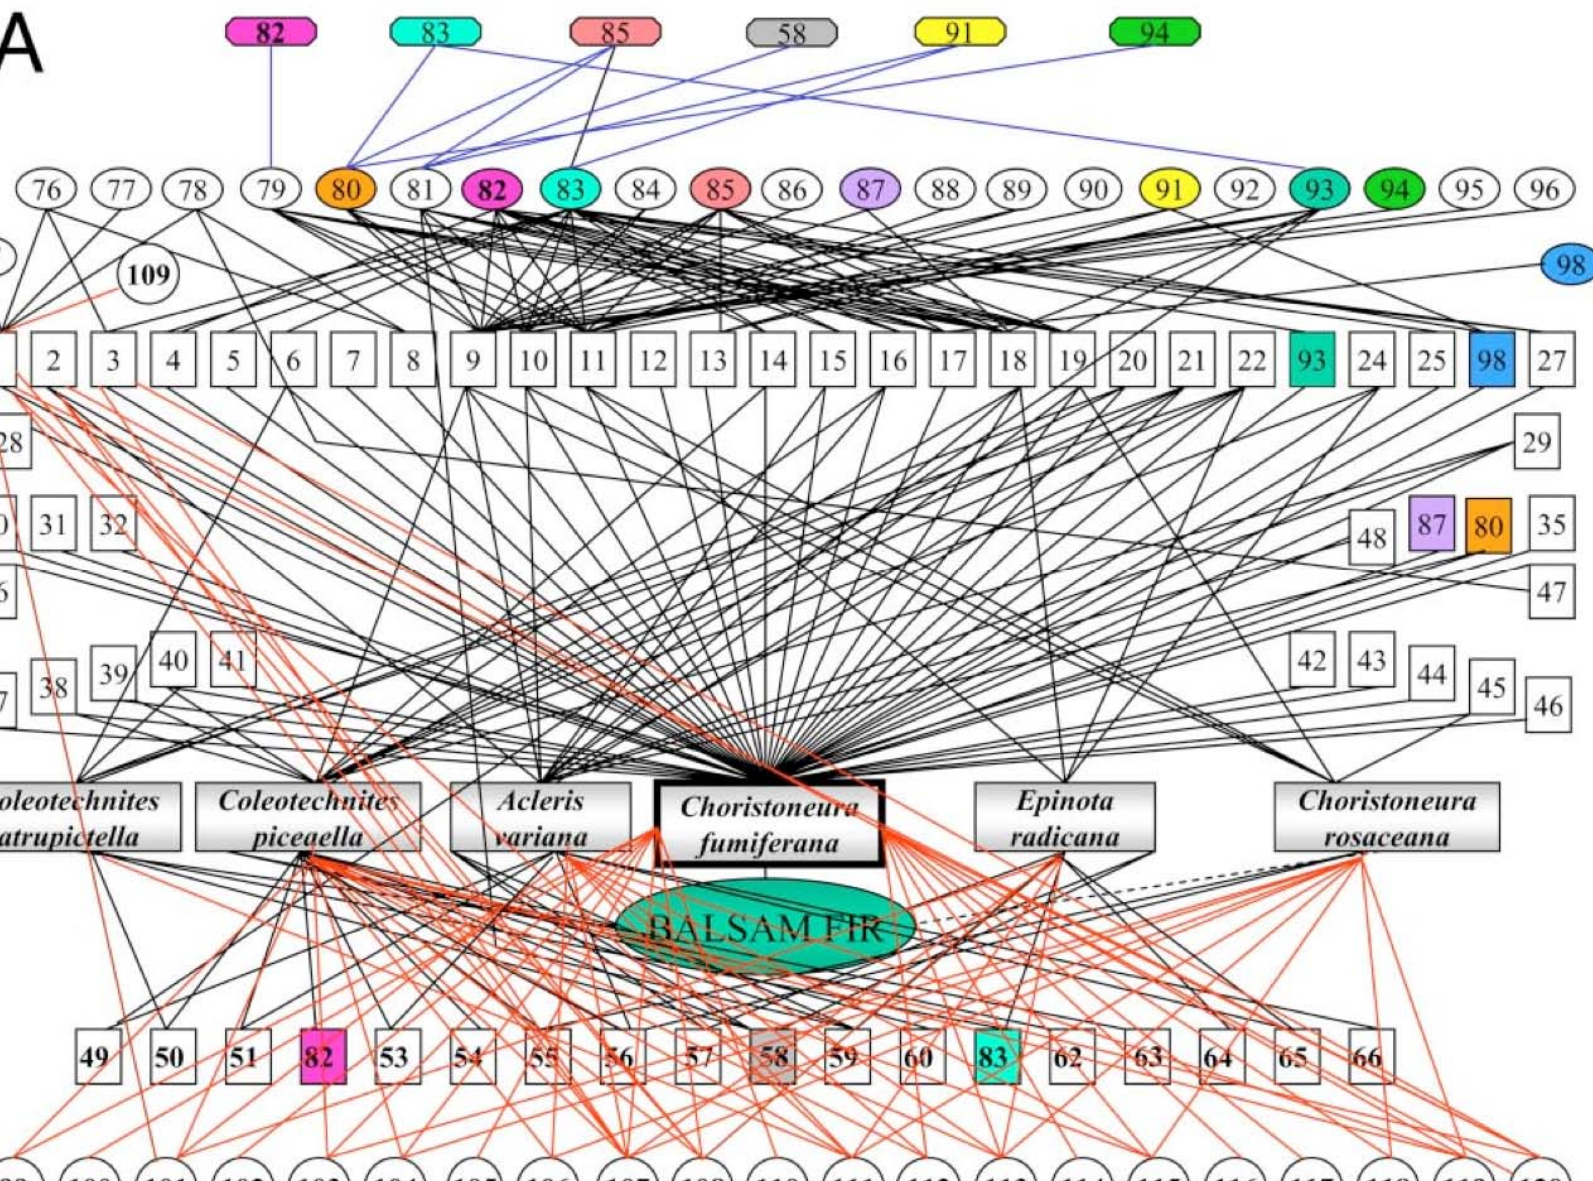 A
82 83 85 58 91 94
76 77 78 79 80 81 82 83 84 85 86 87 88 89 90 91 92 93 94 95 96
109
98
2 3 4 5 6 7 8 9 10 11 12 13 14 15 16 17 18 19 20 21 22 93 24 25 98 27
28
29
31 32
48 87 80 35
47
38 39 40 41
42 43 44 45 46
oleotechnites
atrupictella
Coleotechnites
piceaella
Acleris
variana
Choristoneura
fumiferana
Epinota
radicana
Choristoneura
rosaceana
BALSAM FIR
49 50 51 82 53 54 55 56 57 58 59 60 83 62 63 64 65 66